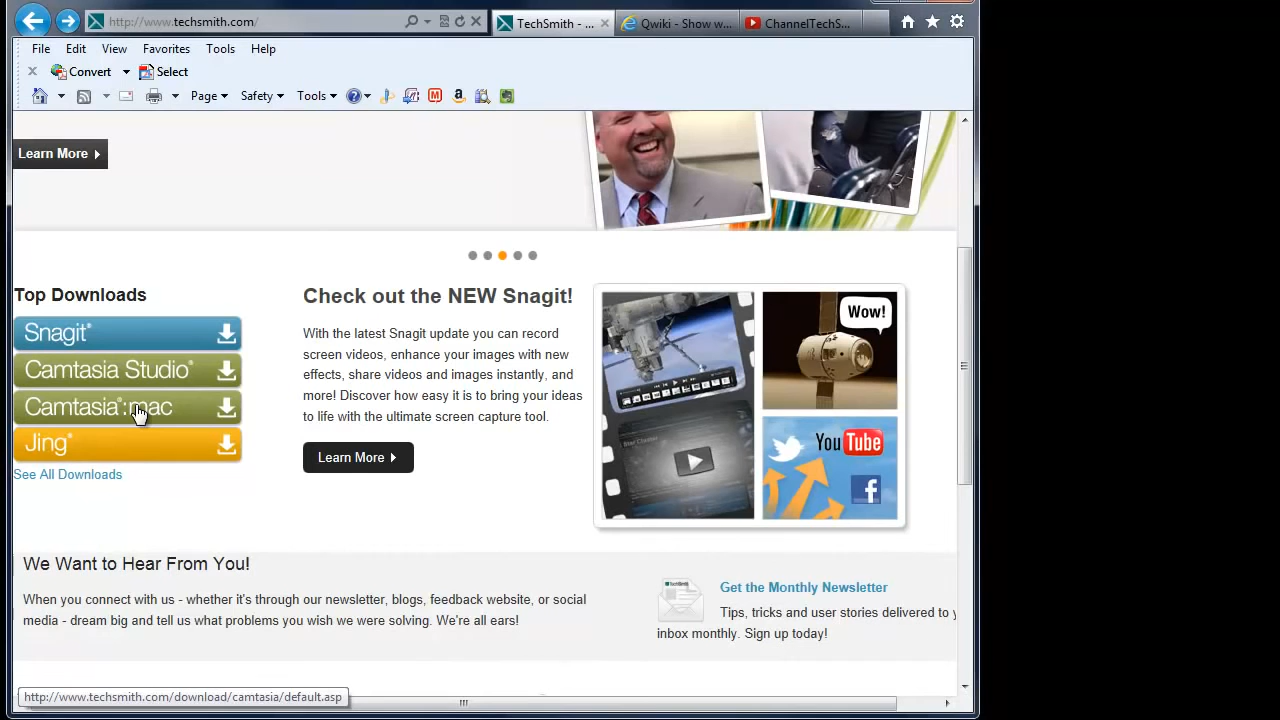 http://www.techsmith.com/
TechSmith - ...
Qwiki - Show w...
ChannelTechS...
File Edit View Favorites Tools Help
Convert Select
Page Safety Tools
Learn More
Top Downloads
Snagit®
Camtasia Studio®
Camtasia®:mac
Jing®
See All Downloads
Check out the NEW Snagit!
With the latest Snagit update you can record
screen videos, enhance your images with new
effects, share videos and images instantly, and
more! Discover how easy it is to bring your ideas
to life with the ultimate screen capture tool.
Learn More
Wow!
YouTube
We Want to Hear From You!
When you connect with us - whether it's through our newsletter, blogs, feedback website, or social
media - dream big and tell us what problems you wish we were solving. We're all ears!
Get the Monthly Newsletter
Tips, tricks and user stories delivered to y
inbox monthly. Sign up today!
http://www.techsmith.com/download/camtasia/default.asp